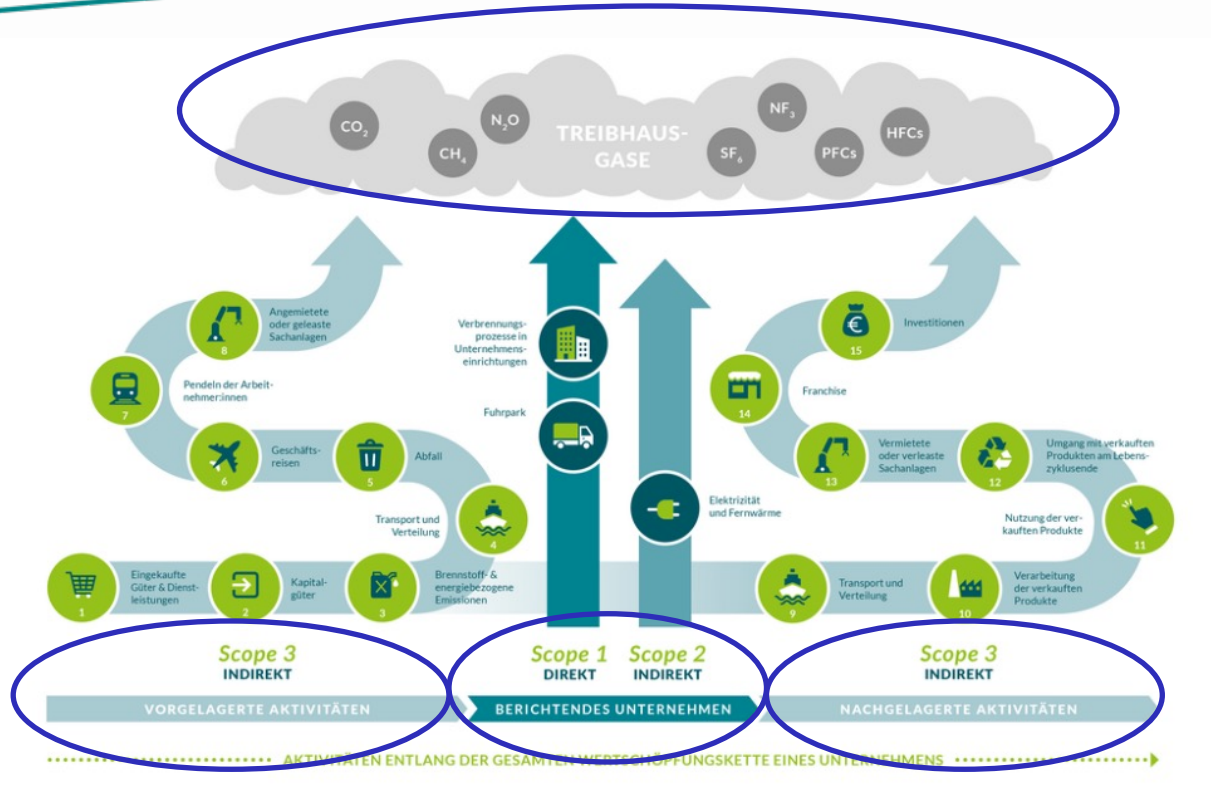 CO₂
CH₄
N₂O
TREIBHAUS-
GASE
SF₆
NF₃
PFCs
HFCs
8
Angemietete
oder geleaste
Sachanlagen
7
Pendeln der Arbeit-
nehmer:innen
6
Geschäfts-
reisen
5
Abfall
4
Transport und
Verteilung
1
Eingekaufte
Güter & Dienst-
leistungen
2
Kapital-
güter
3
Brennstoff- &
energiebezogene
Emissionen
Verbrennungs-
prozesse in
Unternehmens-
einrichtungen
Fuhrpark
Elektrizität
und Fernwärme
15
Investitionen
14
Franchise
13
Vermietete
oder verleaste
Sachanlagen
12
Umgang mit verkauften
Produkten am Lebens-
zyklusende
11
Nutzung der ver-
kauften Produkte
9
Transport und
Verteilung
10
Verarbeitung
der verkauften
Produkte
Scope 3
INDIREKT
Scope 1
DIREKT
Scope 2
INDIREKT
Scope 3
INDIREKT
VORGELAGERTE AKTIVITÄTEN
BERICHTENDES UNTERNEHMEN
NACHGELAGERTE AKTIVITÄTEN
AKTIVITÄTEN ENTLANG DER GESAMTEN WERTSCHÖPFUNGSKETTE EINES UNTERNEHMENS